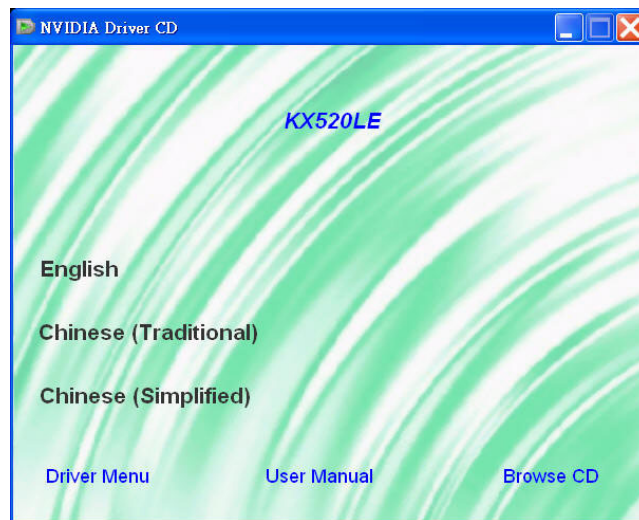 NVIDIA Driver CD
KX520LE
English
Chinese (Traditional)
Chinese (Simplified)
Driver Menu User Manual Browse CD